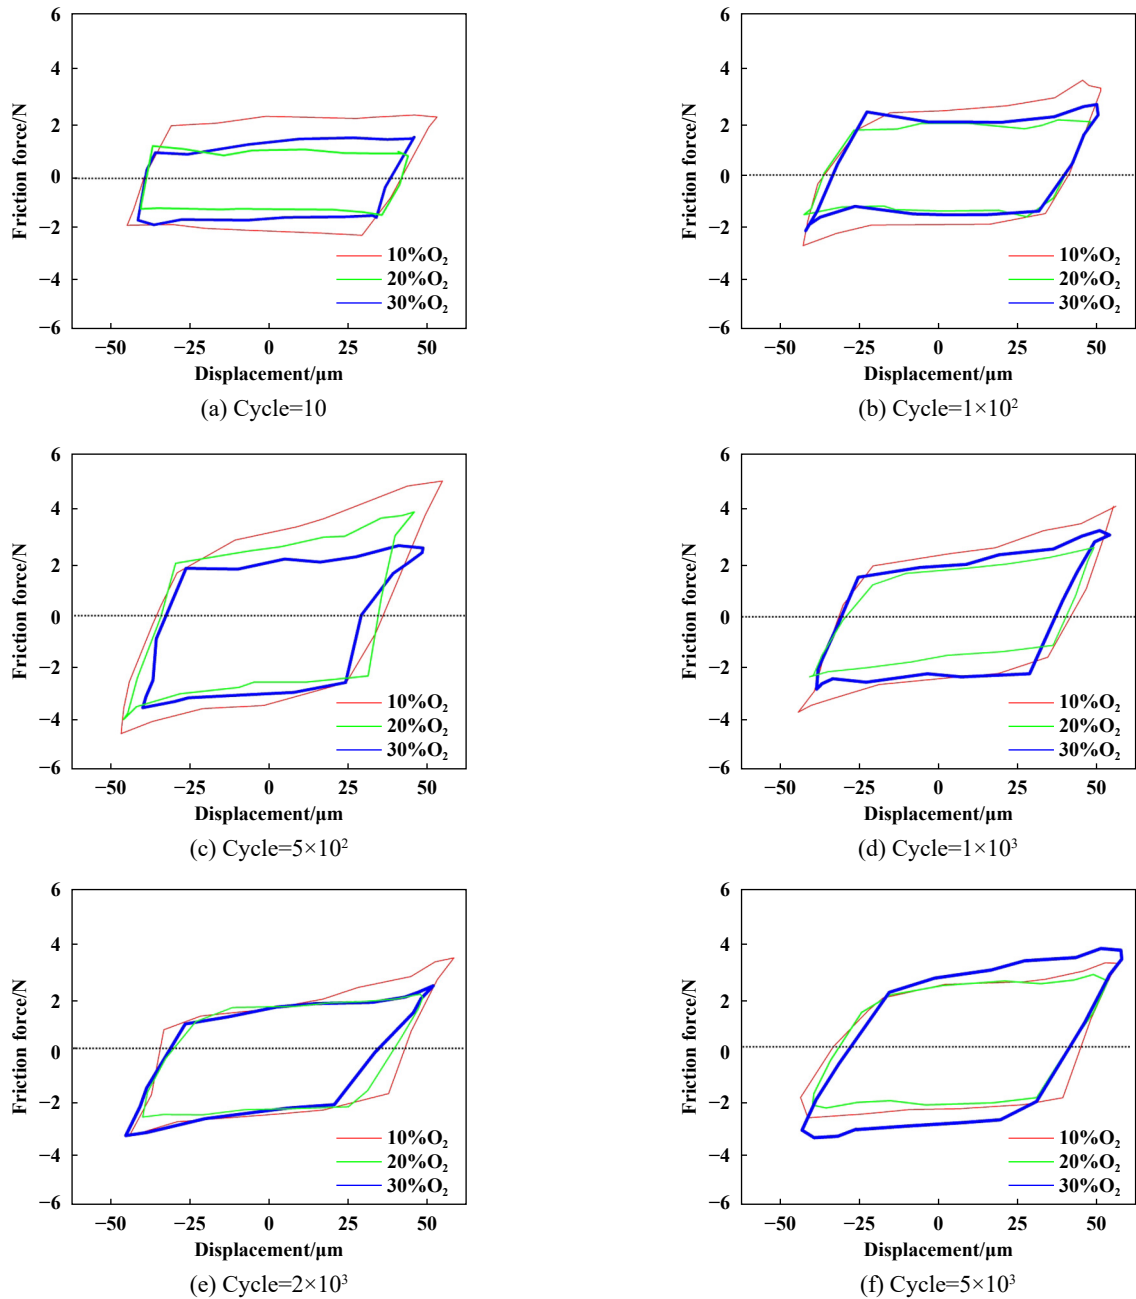 6
4
2
0
−2
−4
−6
Friction force/N
10%O₂
20%O₂
30%O₂
−50 −25 0 25 50
Displacement/μm
(a) Cycle=10
6
4
2
0
−2
−4
−6
Friction force/N
10%O₂
20%O₂
30%O₂
−50 −25 0 25 50
Displacement/μm
(b) Cycle=1×10²
6
4
2
0
−2
−4
−6
Friction force/N
10%O₂
20%O₂
30%O₂
−50 −25 0 25 50
Displacement/μm
(c) Cycle=5×10²
6
4
2
0
−2
−4
−6
Friction force/N
10%O₂
20%O₂
30%O₂
−50 −25 0 25 50
Displacement/μm
(d) Cycle=1×10³
6
4
2
0
−2
−4
−6
Friction force/N
10%O₂
20%O₂
30%O₂
−50 −25 0 25 50
Displacement/μm
(e) Cycle=2×10³
6
4
2
0
−2
−4
−6
Friction force/N
10%O₂
20%O₂
30%O₂
−50 −25 0 25 50
Displacement/μm
(f) Cycle=5×10³